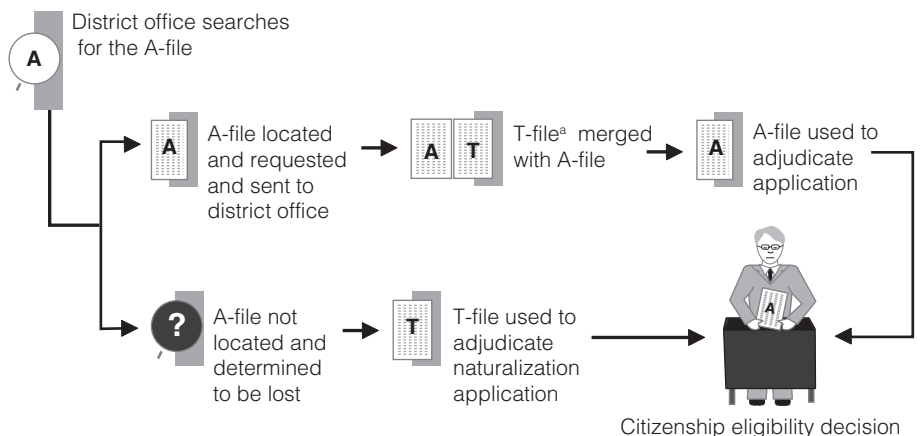 District office searches
for the A-file
A
A
A-file located
and requested
and sent to
district office
A T
T-fileᵃ merged
with A-file
A
A-file used to
adjudicate
application
?
A-file not
located and
determined
to be lost
T
T-file used to
adjudicate
naturalization
application
A
Citizenship eligibility decision